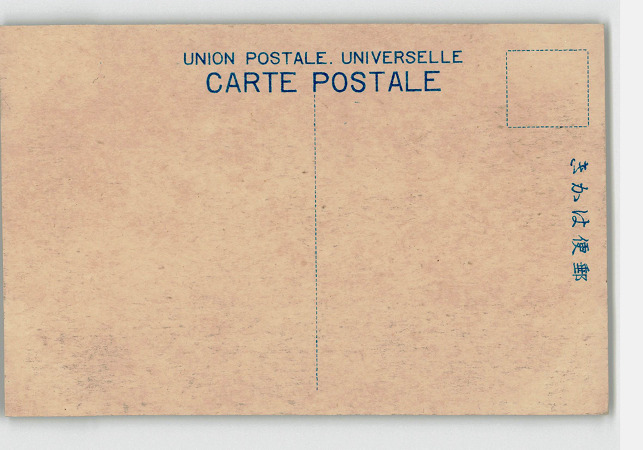 UNION POSTALE. UNIVERSELLE
CARTE POSTALE
郵便はかき